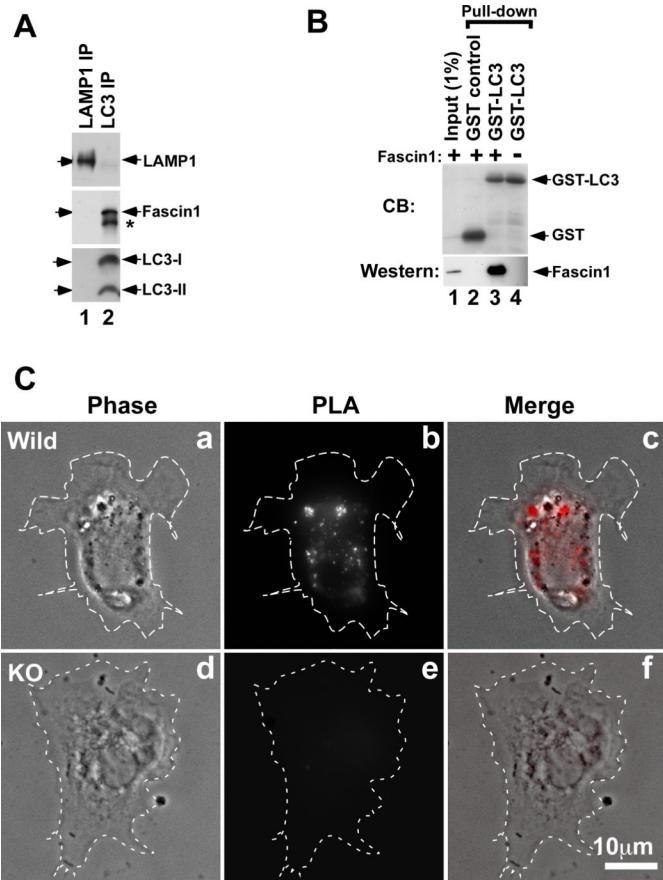 A
LAMP1 IP
LC3 IP
LAMP1
Fascin1
*
LC3-I
LC3-II
1 2
B
Pull-down
Input (1%)
GST control
GST-LC3
GST-LC3
Fascin1: + + + -
CB:
GST-LC3
GST
Western:
Fascin1
1 2 3 4
C
Phase PLA Merge
Wild a b c
KO d e f
10μm